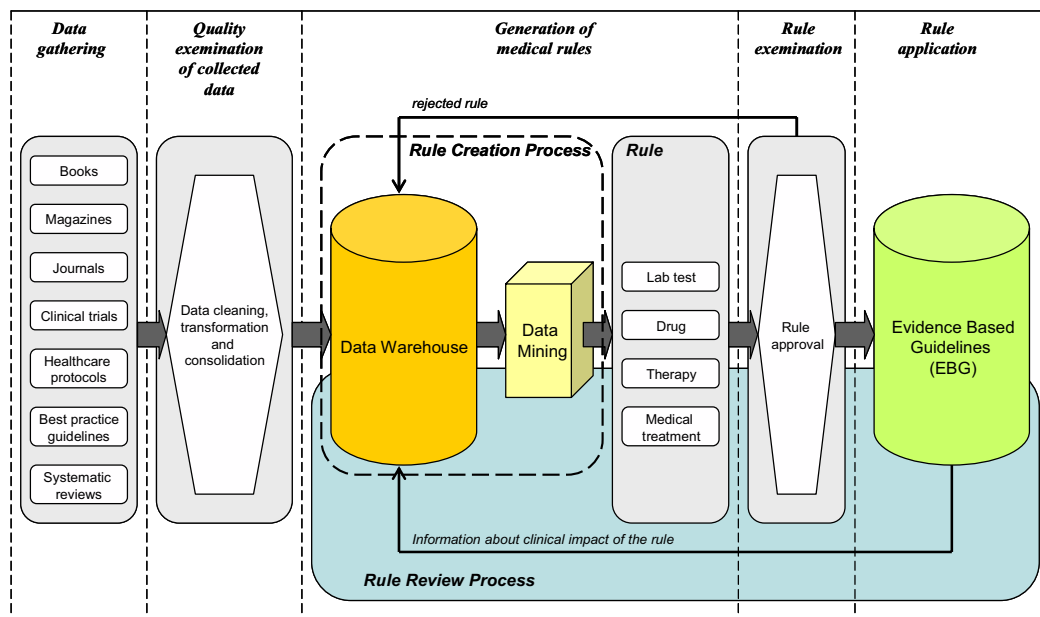 Data
gathering
Quality
exemination
of collected
data
Generation of
medical rules
Rule
exemination
Rule
application
rejected rule
Rule Creation Process
Rule
Books
Magazines
Journals
Clinical trials
Healthcare
protocols
Best practice
guidelines
Systematic
reviews
Data cleaning,
transformation
and
consolidation
Data Warehouse
Data
Mining
Lab test
Drug
Therapy
Medical
treatment
Rule
approval
Evidence Based
Guidelines
(EBG)
Information about clinical impact of the rule
Rule Review Process